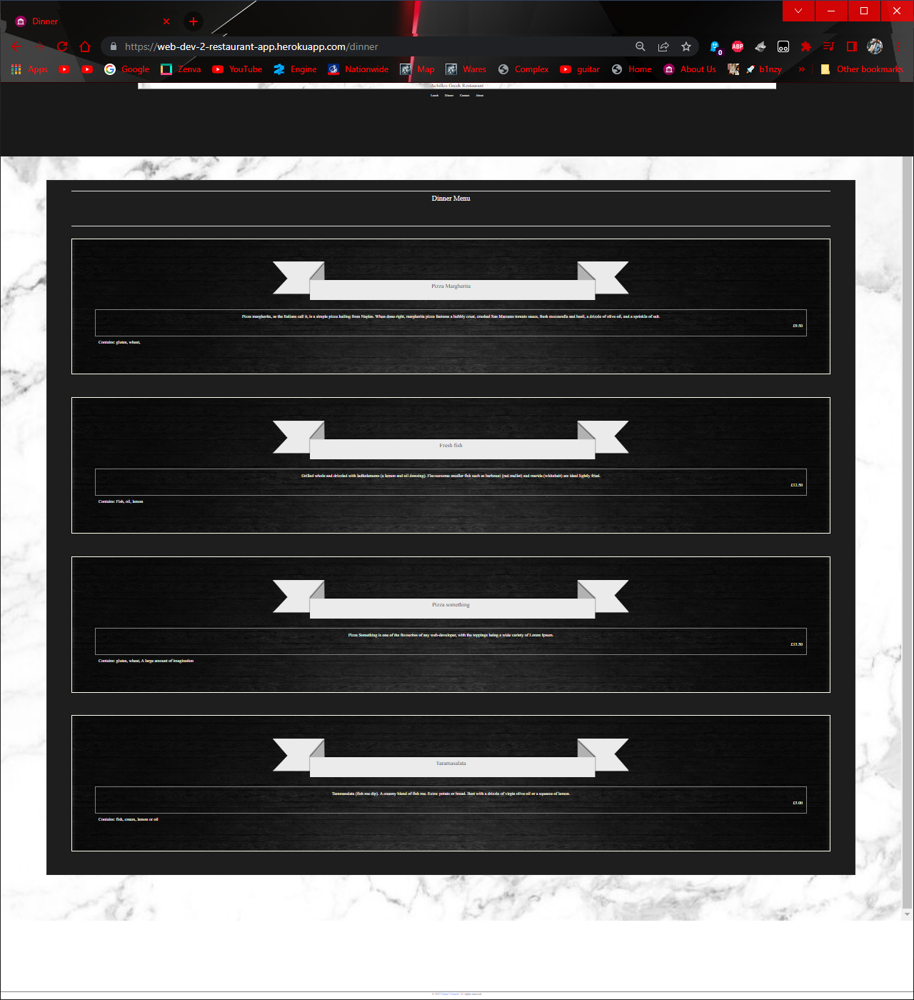 Dinner
https://web-dev-2-restaurant-app.herokuapp.com/dinner
0
ABP
Apps
Google
Zenva
YouTube
Engine
Nationwide
Map
Wares
Complex
guitar
Home
About Us
b1nzy
Other bookmarks
Achilles Greek Restaurant
Lunch Dinner Contact About
Dinner Menu
Pizza Margherita
Pizza margherita, as the Italians call it, is a simple pizza hailing from Naples. When done right, margherita pizza features a bubbly crust, crushed San Marzano tomato sauce, fresh mozzarella and basil, a drizzle of olive oil, and a sprinkle of salt.
£9.50
Contains: gluten, wheat,
Fresh fish
Grilled whole and drizzled with ladholemono (a lemon and oil dressing). Flavoursome smaller fish such as barbouni (red mullet) and marida (whitebait) are ideal lightly fried.
£12.50
Contains: Fish, oil, lemon
Pizza something
Pizza Something is one of the favourites of any web-developer, with the toppings being a wide variety of Lorem Ipsum.
£15.50
Contains: gluten, wheat, A large amount of imagination
Taramasalata
Taramasalata (fish roe dip). A creamy blend of fish roe. Extra: potato or bread. Best with a drizzle of virgin olive oil or a squeeze of lemon.
£5.00
Contains: fish, cream, lemon or oil
All rights reserved.